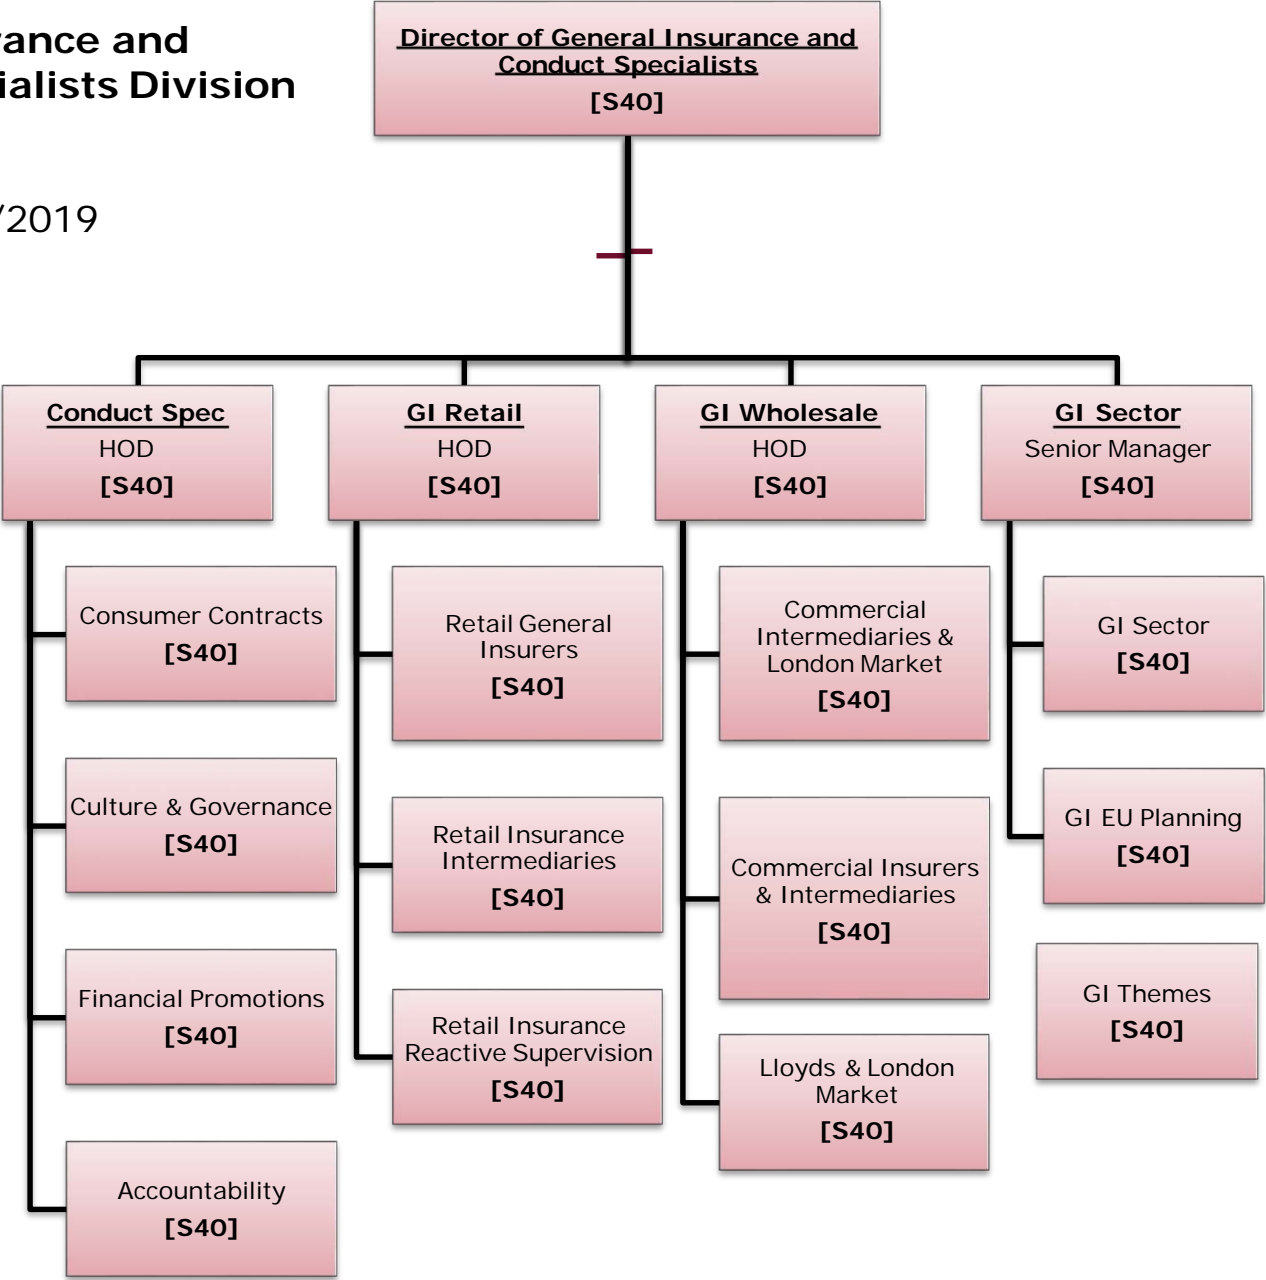 rance and
ialists Division
/2019
Director of General Insurance and
Conduct Specialists
[S40]
Conduct Spec
HOD
[S40]
GI Retail
HOD
[S40]
GI Wholesale
HOD
[S40]
GI Sector
Senior Manager
[S40]
Consumer Contracts
[S40]
Culture & Governance
[S40]
Financial Promotions
[S40]
Accountability
[S40]
Retail General
Insurers
[S40]
Retail Insurance
Intermediaries
[S40]
Retail Insurance
Reactive Supervision
[S40]
Commercial
Intermediaries &
London Market
[S40]
Commercial Insurers
& Intermediaries
[S40]
Lloyds & London
Market
[S40]
GI Sector
[S40]
GI EU Planning
[S40]
GI Themes
[S40]